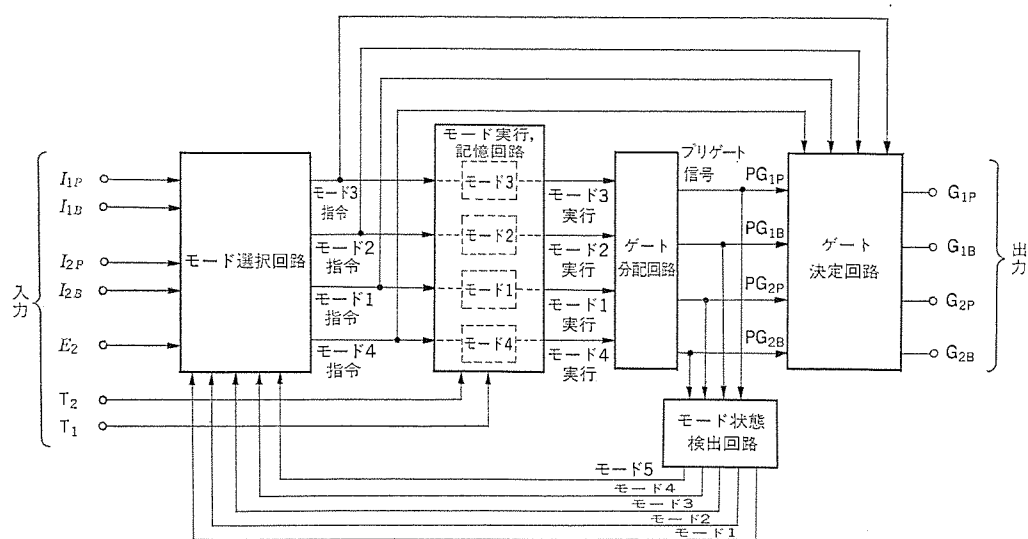 入力
I1P
I1B
I2P
I2B
E2
T2
T1
モード選択回路
モード3
指令
モード2
指令
モード1
指令
モード4
指令
モード実行,
記憶回路
モード3
モード2
モード1
モード4
モード3
実行
モード2
実行
モード1
実行
モード4
実行
ゲート
分配回路
プリゲート
信号
PG1P
PG1B
PG2P
PG2B
ゲート
決定回路
G1P
G1B
G2P
G2B
出力
モード状態
検出回路
モード5
モード4
モード3
モード2
モード1